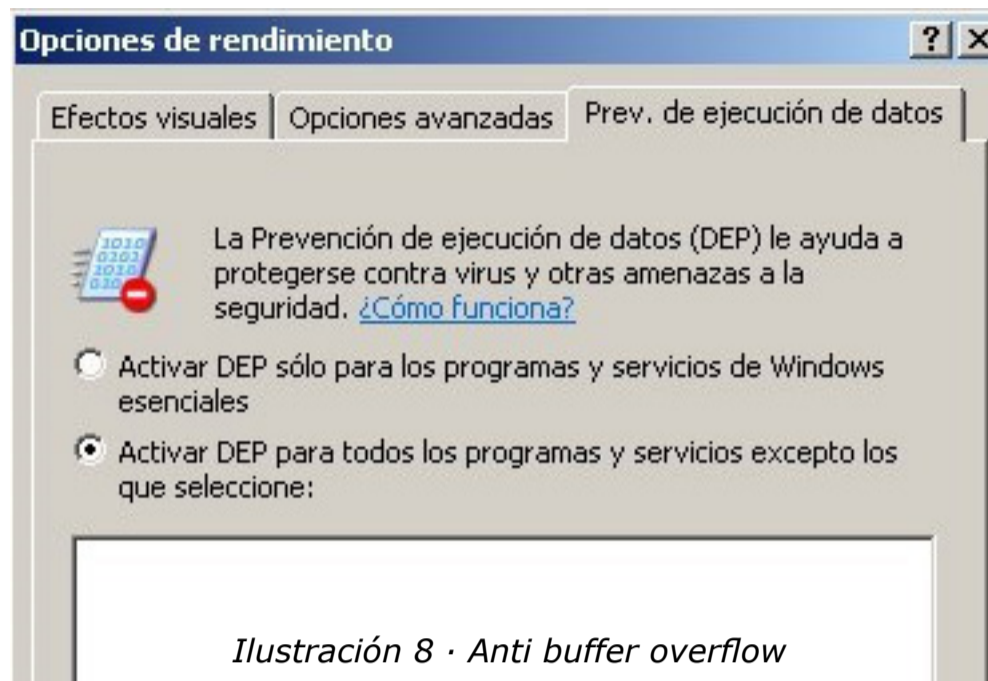 Opciones de rendimiento
Efectos visuales
Opciones avanzadas
Prev. de ejecución de datos
La Prevención de ejecución de datos (DEP) le ayuda a
protegerse contra virus y otras amenazas a la
seguridad. ¿Cómo funciona?
Activar DEP sólo para los programas y servicios de Windows
esenciales
Activar DEP para todos los programas y servicios excepto los
que seleccione:
Ilustración 8 · Anti buffer overflow